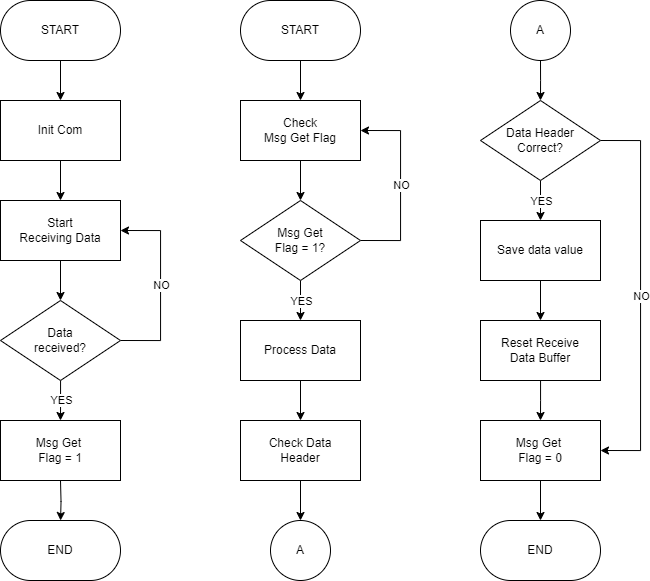 START
Init Com
Start
Receiving Data
NO
Data
received?
YES
Msg Get
Flag = 1
END
START
Check
Msg Get Flag
NO
Msg Get
Flag = 1?
YES
Process Data
Check Data
Header
A
A
Data Header
Correct?
YES
Save data value
NO
Reset Receive
Data Buffer
Msg Get
Flag = 0
END